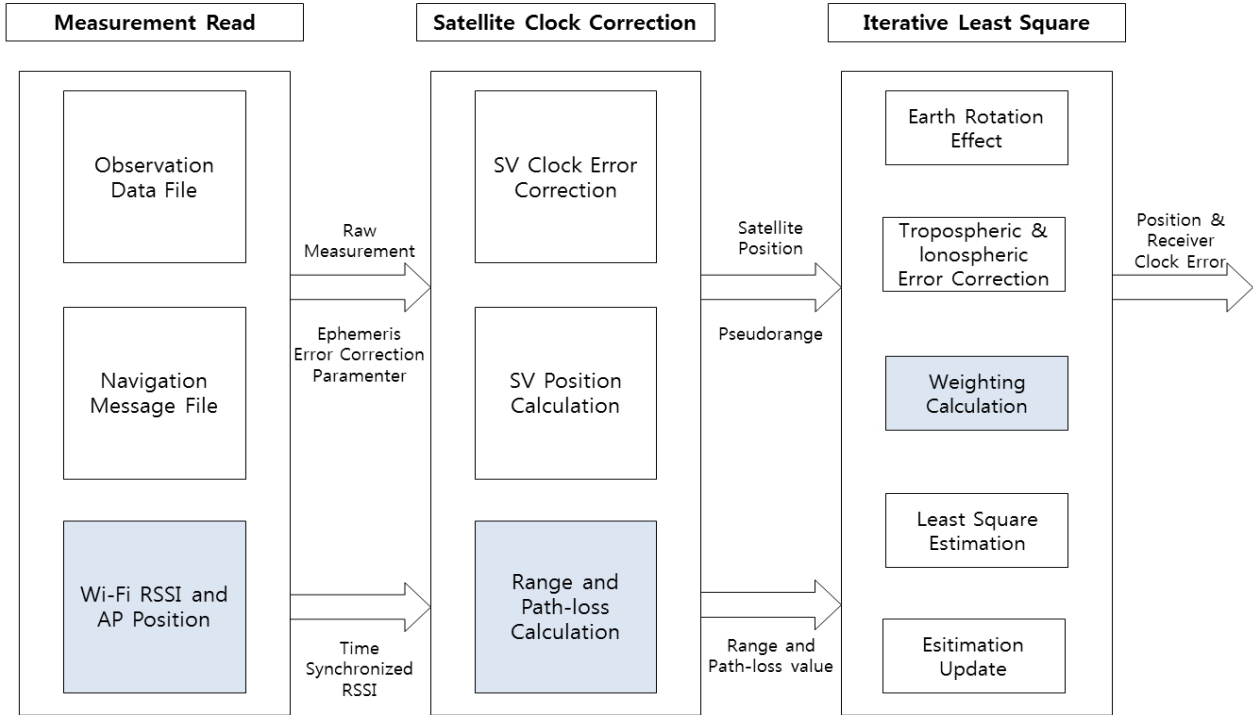 Measurement Read
Satellite Clock Correction
Iterative Least Square
Observation
Data File
Navigation
Message File
Wi-Fi RSSI and
AP Position
Raw
Measurement
Ephemeris
Error Correction
Paramenter
Time
Synchronized
RSSI
SV Clock Error
Correction
SV Position
Calculation
Range and
Path-loss
Calculation
Satellite
Position
Pseudorange
Range and
Path-loss value
Earth Rotation
Effect
Tropospheric &
Ionospheric
Error Correction
Weighting
Calculation
Least Square
Estimation
Esitimation
Update
Position &
Receiver
Clock Error